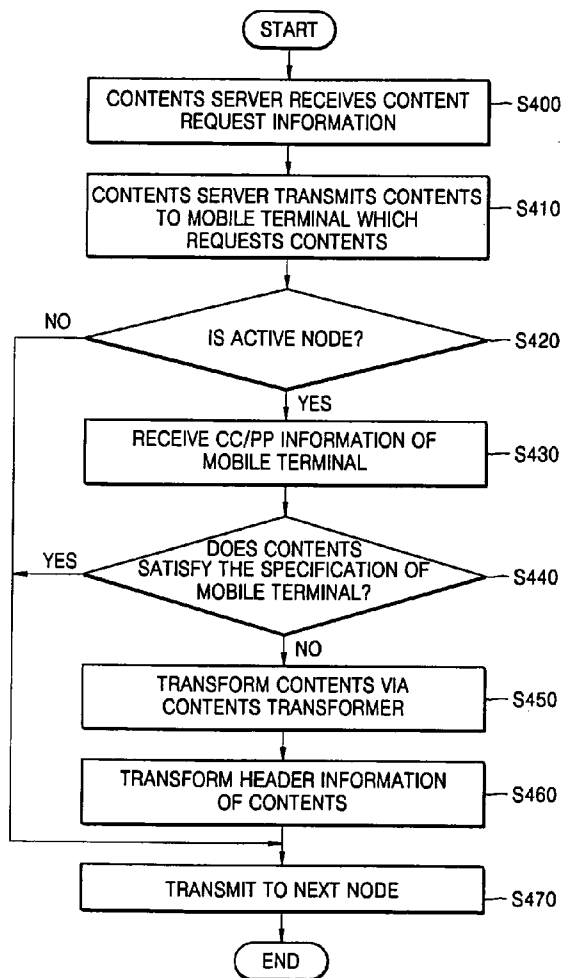 START
CONTENTS SERVER RECEIVES CONTENT
REQUEST INFORMATION
S400
CONTENTS SERVER TRANSMITS CONTENTS
TO MOBILE TERMINAL WHICH
REQUESTS CONTENTS
S410
NO
IS ACTIVE NODE?
S420
YES
RECEIVE CC/PP INFORMATION OF
MOBILE TERMINAL
S430
YES
DOES CONTENTS
SATISFY THE SPECIFICATION OF
MOBILE TERMINAL?
S440
NO
TRANSFORM CONTENTS VIA
CONTENTS TRANSFORMER
S450
TRANSFORM HEADER INFORMATION
OF CONTENTS
S460
TRANSMIT TO NEXT NODE
S470
END